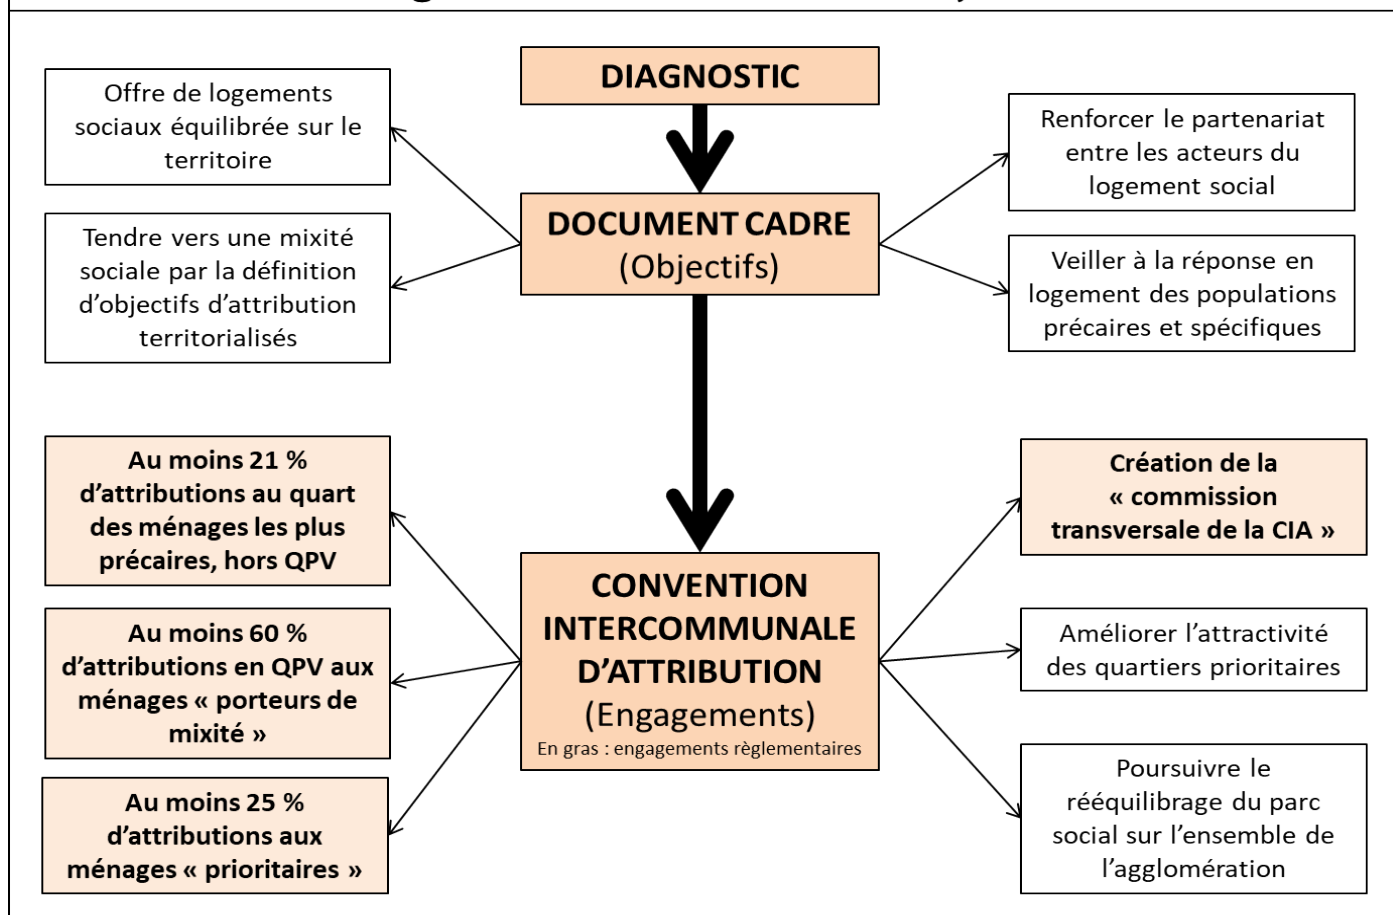 DIAGNOSTIC
Offre de logements
sociaux équilibrée sur le
territoire
Tendre vers une mixité
sociale par la définition
d’objectifs d’attribution
territorialisés
DOCUMENT CADRE
(Objectifs)
Renforcer le partenariat
entre les acteurs du
logement social
Veiller à la réponse en
logement des populations
précaires et spécifiques
Au moins 21 %
d’attributions au quart
des ménages les plus
précaires, hors QPV
Au moins 60 %
d’attributions en QPV aux
ménages « porteurs de
mixité »
Au moins 25 %
d’attributions aux
ménages « prioritaires »
CONVENTION
INTERCOMMUNALE
D’ATTRIBUTION
(Engagements)
En gras : engagements règlementaires
Création de la
« commission
transversale de la CIA »
Améliorer l’attractivité
des quartiers prioritaires
Poursuivre le
rééquilibrage du parc
social sur l’ensemble de
l’agglomération